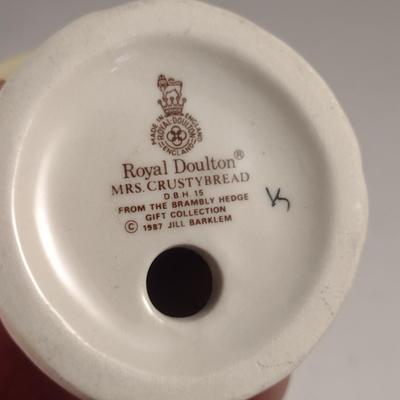 MADE IN ENGLAND
ROYAL-DOULTON
ENGLAND
Royal Doulton®
MRS. CRUSTYBREAD
D B H 15
FROM THE BRAMBLY HEDGE
GIFT COLLECTION
© 1987 JILL BARKLEM